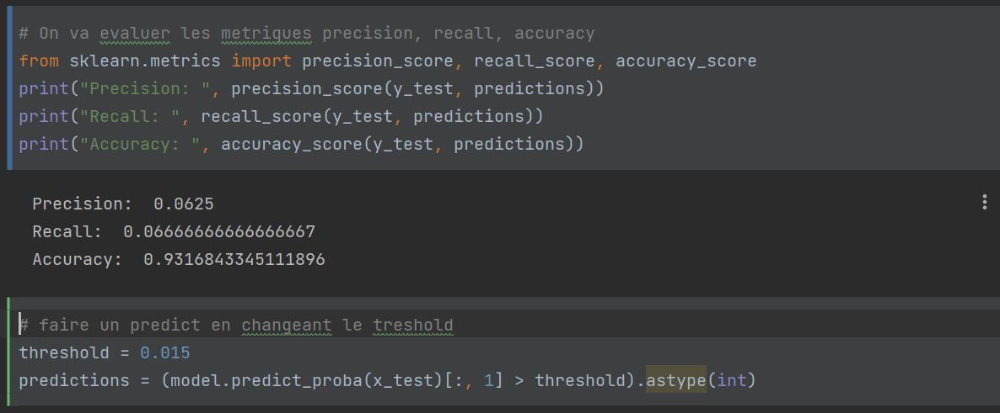 # On va evaluer les metriques precision, recall, accuracy
from sklearn.metrics import precision_score, recall_score, accuracy_score
print("Precision: ", precision_score(y_test, predictions))
print("Recall: ", recall_score(y_test, predictions))
print("Accuracy: ", accuracy_score(y_test, predictions))
Precision:  0.0625
Recall:  0.06666666666666667
Accuracy:  0.9316843345111896
# faire un predict en changeant le treshold
threshold = 0.015
predictions = (model.predict_proba(x_test)[:, 1] > threshold).astype(int)